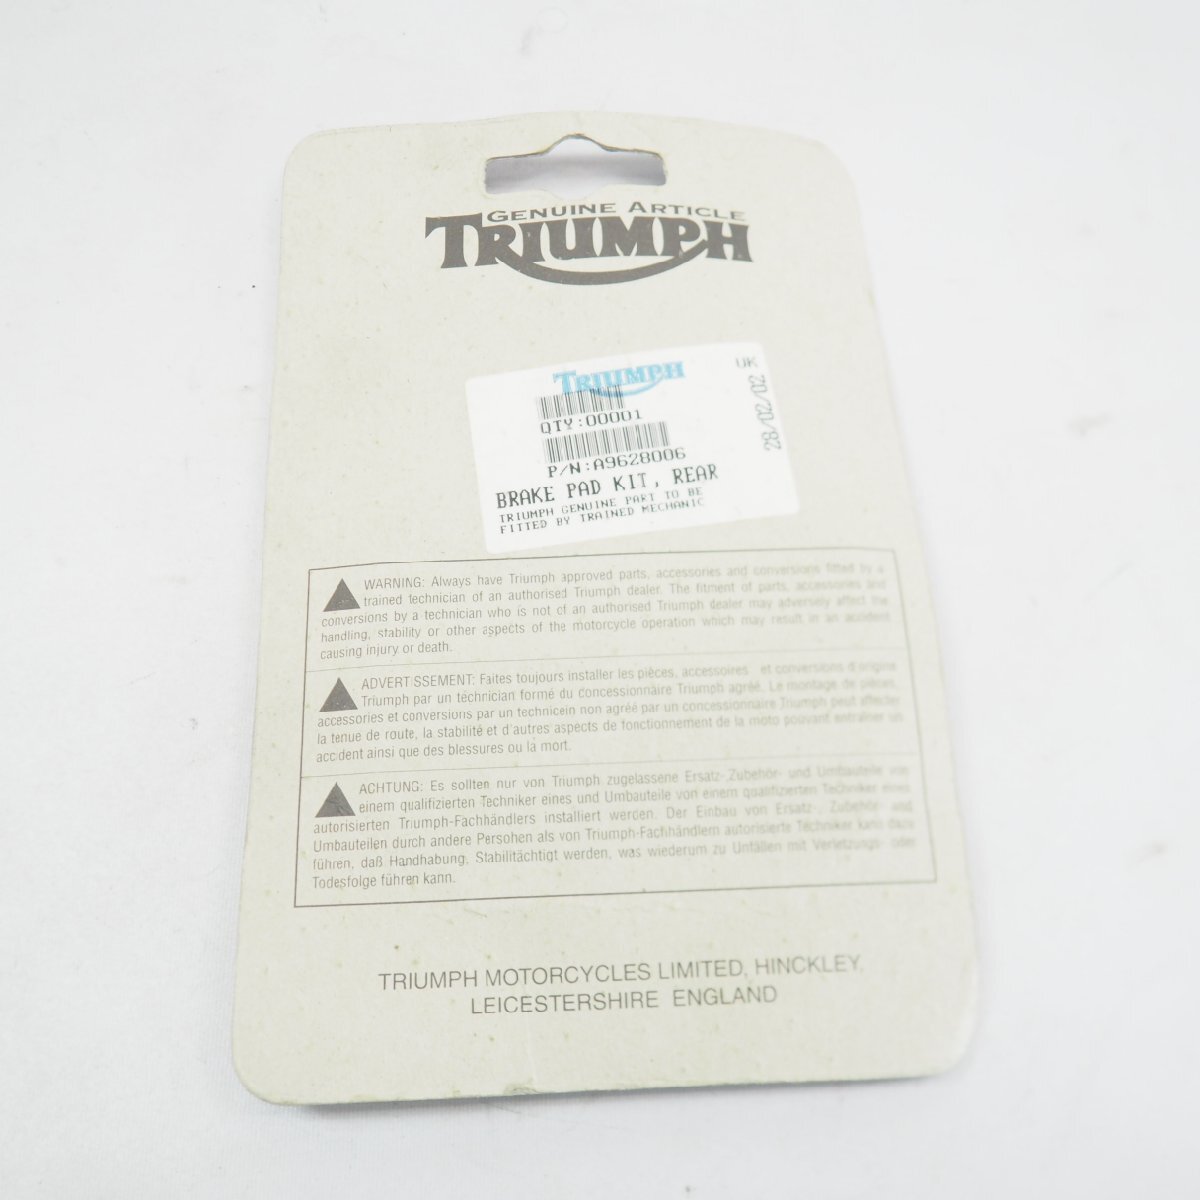 GENUINE ARTICLE
TRIUMPH
TRIUMPH
UK
28/02/02
QTY:00001
P/N:A9628006
BRAKE PAD KIT, REAR
TRIUMPH GENUINE PART TO BE
FITTED BY TRAINED MECHANIC
WARNING: Always have Triumph approved parts, accessories and conversions fitted by a
trained technician of an authorised Triumph dealer. The fitment of parts, accessories and
conversions by a technician who is not of an authorised Triumph dealer may adversely affect the
handling, stability or other aspects of the motorcycle operation which may result in an accident
causing injury or death.
ADVERTISSEMENT: Faites toujours installer les pièces, accessoires et conversions d'origine
Triumph par un téchnician formé du concessionnaire Triumph agréé. Le montage de pièces,
accessories et conversions par un technicein non agréé par un concessionnaire Triumph peut affecter
la tenue de route, la stabilité et d'autres aspects de fonctionnement de la moto pouvant entraîner un
accident ainsi que des blessures ou là mort.
ACHTUNG: Es sollten nur von Triumph zugelassene Ersatz-, Zubehör- und Umbauteile von
einem qualifizierten Techniker eines und Umbauteile von einem qualifizierten Techniker eines
autorisierten Triumph-Fachhändlers installiert werden. Der Einbau von Ersatz-, Zubehör- and
Umbauteilen durch andere Persohen als von Triumph-Fachhändlern autorisierte Techniker kann dazu
führen, daß Handhabung, Stabilitächtigt werden, was wiederum zu Unfällen mit Verletzungs- oder
Todesfolge führen kann.
TRIUMPH MOTORCYCLES LIMITED, HINCKLEY,
LEICESTERSHIRE ENGLAND